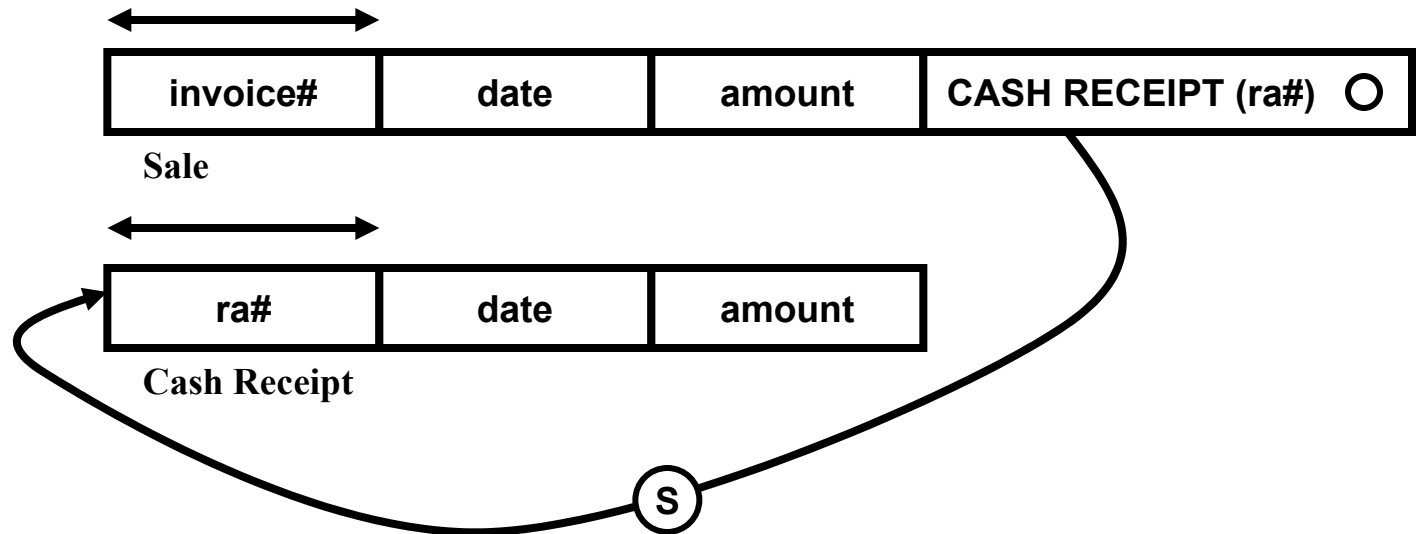 invoice# date amount CASH RECEIPT (ra#)
Sale
ra# date amount
Cash Receipt
S